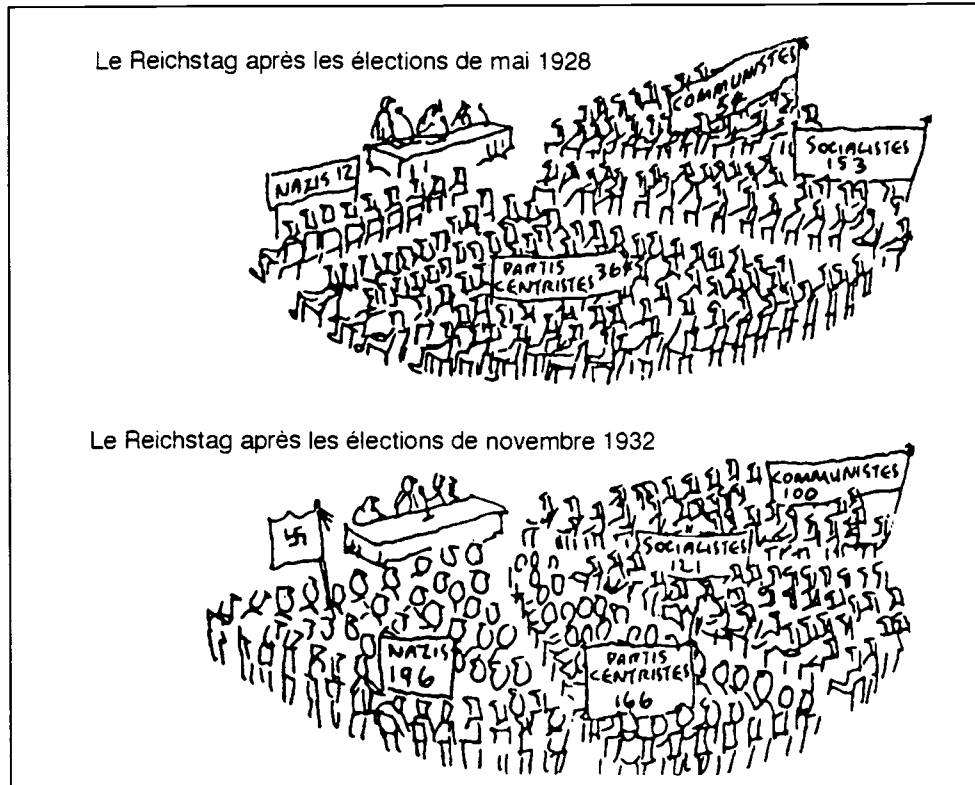 Le Reichstag après les élections de mai 1928
COMMUNISTES
54
SOCIALISTES
153
NAZIS 12
PARTIS
CENTRISTES 364
Le Reichstag après les élections de novembre 1932
COMMUNISTES
100
SOCIALISTES
121
NAZIS
196
PARTIS
CENTRISTES
166